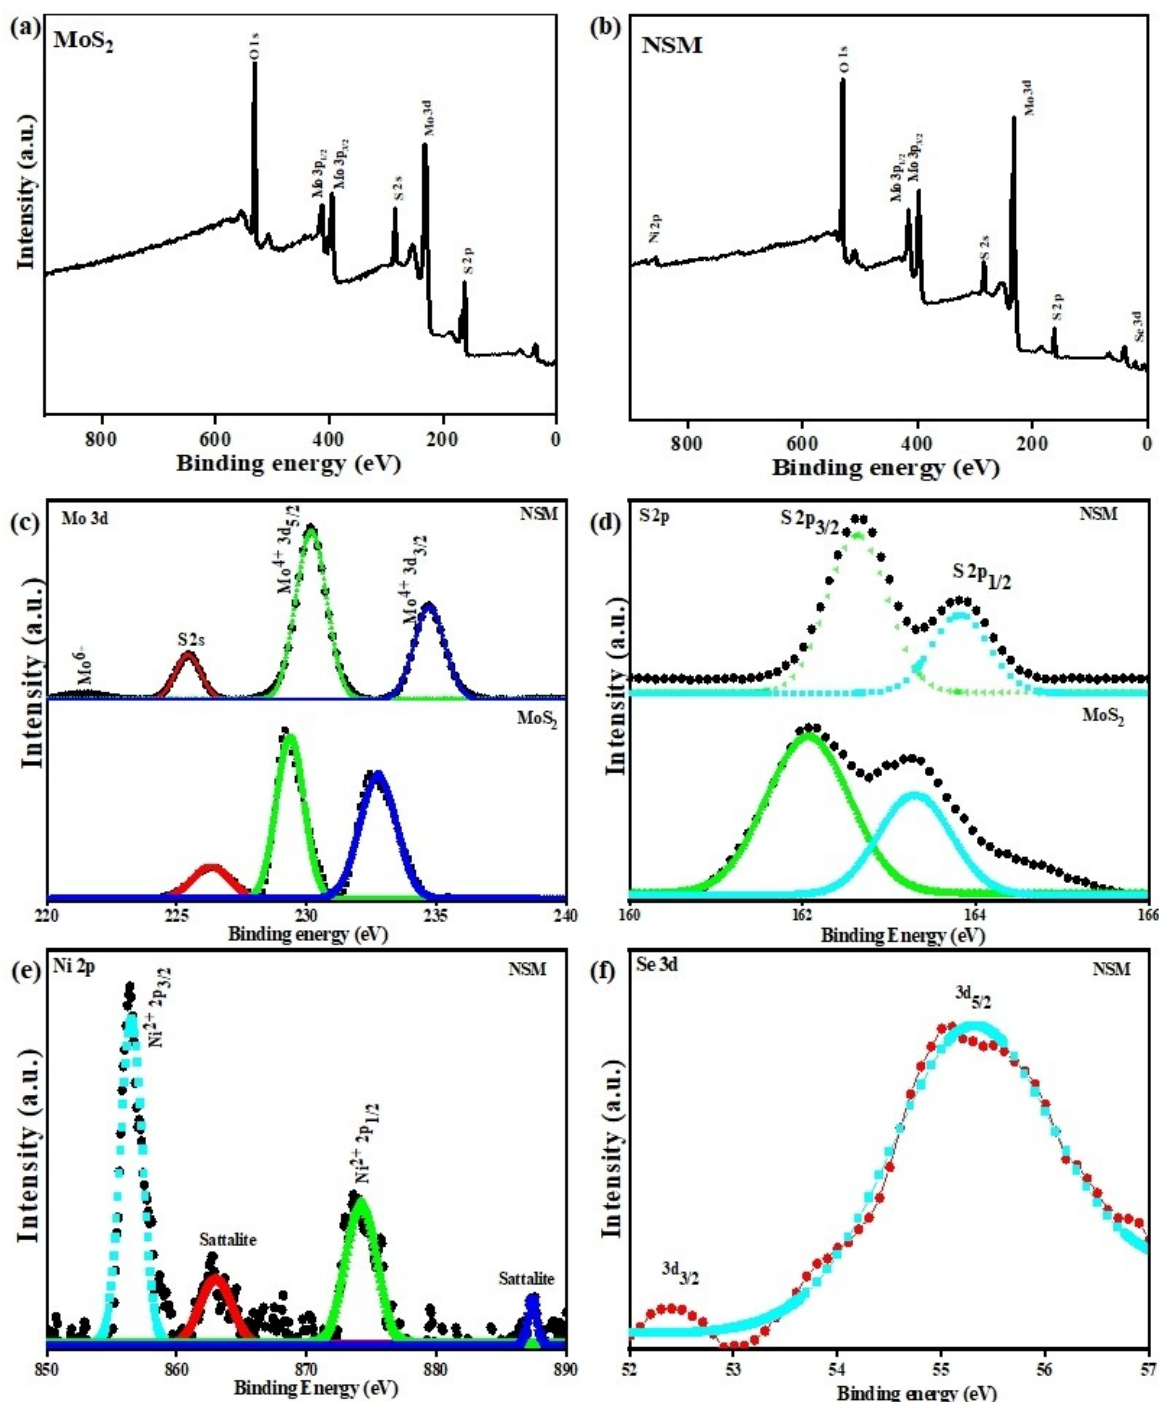 (a)
MoS2
O 1s
Mo 3p1/2
Mo 3p3/2
S 2s
Mo 3d
S 2p
Intensity (a.u.)
800 600 400 200 0
Binding energy (eV)
(b)
NSM
Ni 2p
O 1s
Mo 3p1/2
Mo 3p3/2
S 2s
Mo 3d
S 2p
Se 3d
Intensity (a.u.)
800 600 400 200 0
Binding energy (eV)
(c)
Mo 3d
NSM
Mo6-
S 2s
Mo4+ 3d5/2
Mo4+ 3d3/2
MoS2
Intensity (a.u.)
220 225 230 235 240
Binding energy (eV)
(d)
S 2p
S 2p3/2
NSM
S 2p1/2
MoS2
Intensity (a.u.)
160 162 164 166
Binding Energy (eV)
(e)
Ni 2p
NSM
Ni2+ 2p3/2
Sattalite
Ni2+ 2p1/2
Sattalite
Intensity (a.u.)
850 860 870 880 890
Binding Energy (eV)
(f)
Se 3d
3d5/2
NSM
3d3/2
Intensity (a.u.)
52 53 54 55 56 57
Binding energy (eV)